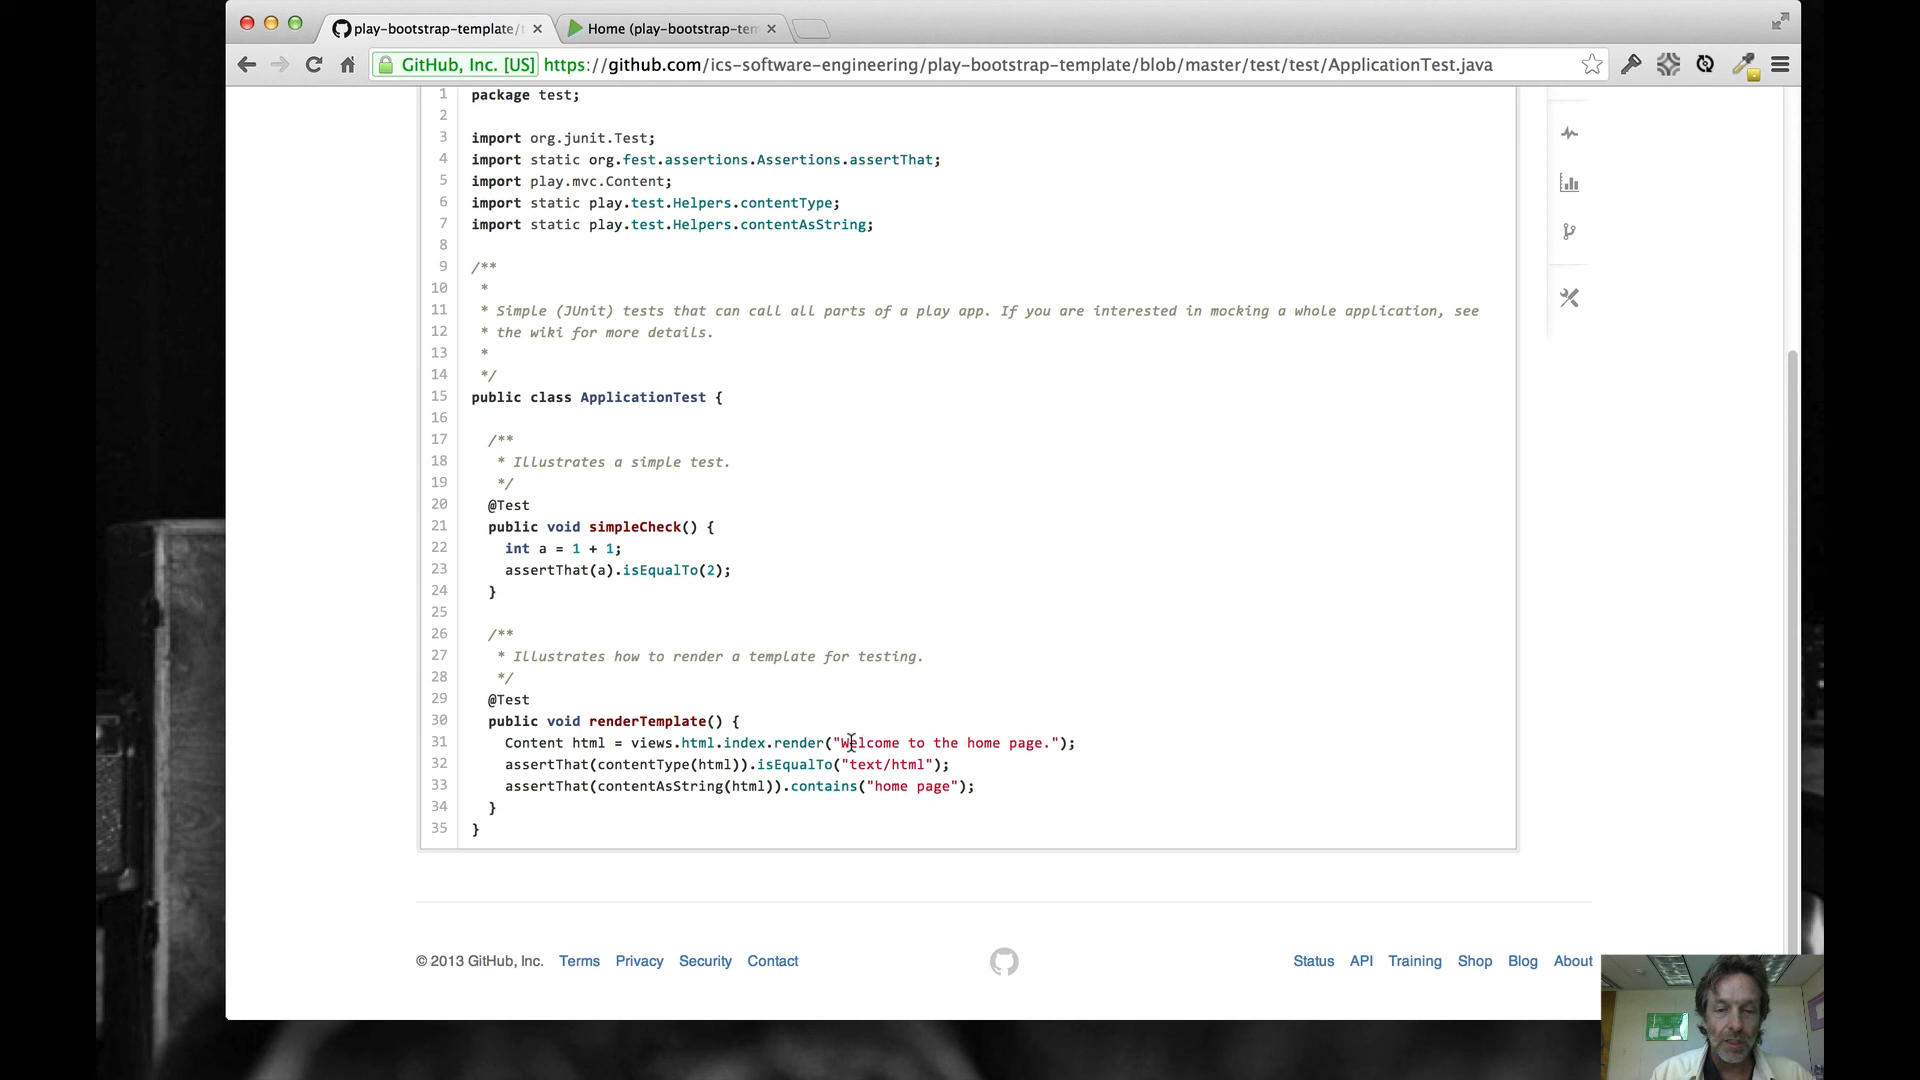 play-bootstrap-template/t
Home (play-bootstrap-tem
GitHub, Inc. [US] https://github.com/ics-software-engineering/play-bootstrap-template/blob/master/test/test/ApplicationTest.java
1 package test;
2
3 import org.junit.Test;
4 import static org.fest.assertions.Assertions.assertThat;
5 import play.mvc.Content;
6 import static play.test.Helpers.contentType;
7 import static play.test.Helpers.contentAsString;
8
9 /**
10 *
11 * Simple (JUnit) tests that can call all parts of a play app. If you are interested in mocking a whole application, see
12 * the wiki for more details.
13 *
14 */
15 public class ApplicationTest {
16
17 /**
18 * Illustrates a simple test.
19 */
20 @Test
21 public void simpleCheck() {
22 int a = 1 + 1;
23 assertThat(a).isEqualTo(2);
24 }
25
26 /**
27 * Illustrates how to render a template for testing.
28 */
29 @Test
30 public void renderTemplate() {
31 Content html = views.html.index.render("Welcome to the home page.");
32 assertThat(contentType(html)).isEqualTo("text/html");
33 assertThat(contentAsString(html)).contains("home page");
34 }
35 }
© 2013 GitHub, Inc. Terms Privacy Security Contact
Status API Training Shop Blog About